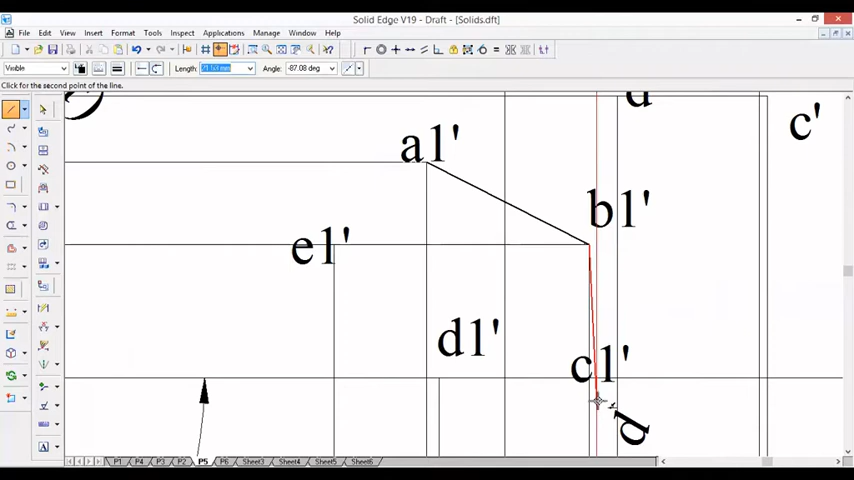 Solid Edge V19 - Draft - [Solids.dft]
File Edit View Insert Format Tools Inspect Applications Manage Window Help
Visible Length: Angle: -87.08 deg
Click for the second point of the line.
a1'
c'
b1'
e1'
d1'
c1'
d
P1 P4 P3 P2 P5 P6 Sheet3 Sheet4 Sheet5 Sheet6